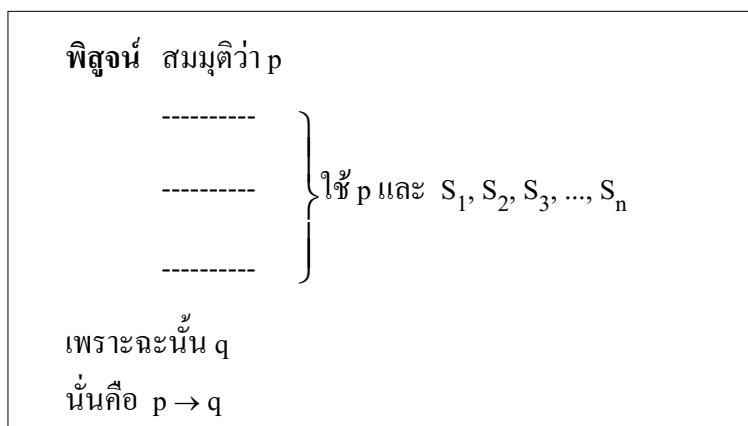 พิสูจน์ สมมุติว่า p
----------
---------- ใช้ p และ S₁, S₂, S₃, ..., Sₙ
----------
เพราะฉะนั้น q
นั่นคือ p → q